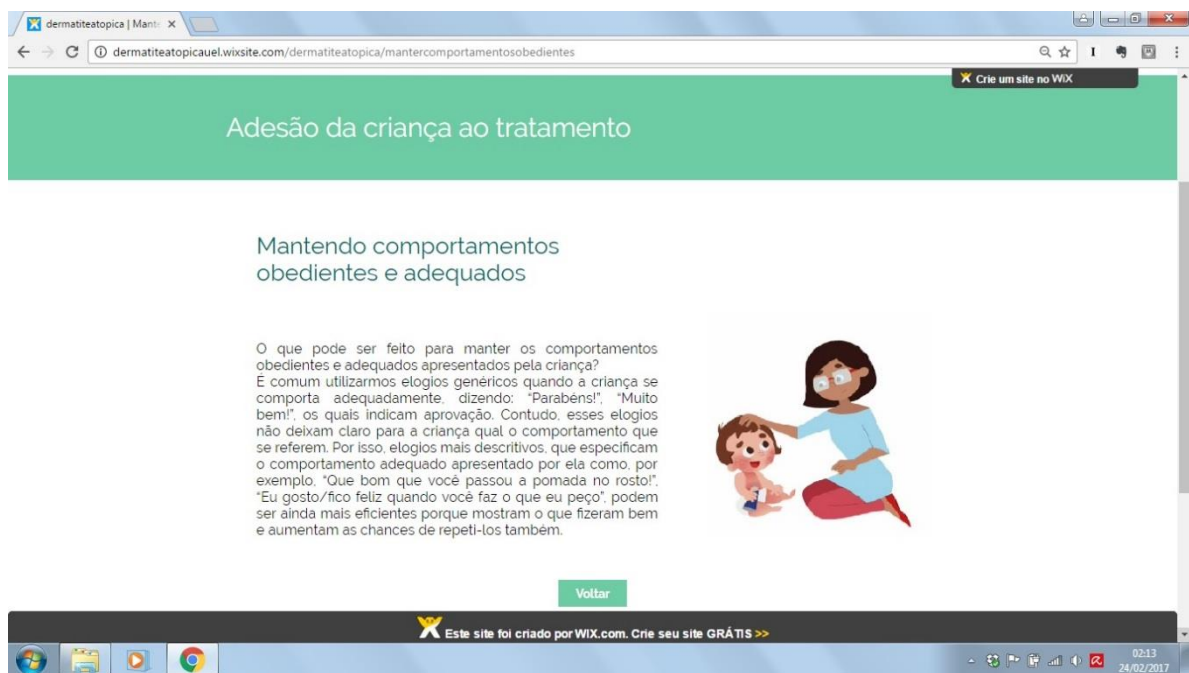 dermatiteatopica | Mant
dermatiteatopicauel.wixsite.com/dermatiteatopica/mantercomportamentosobedientes
Crie um site no WiX
Adesão da criança ao tratamento
Mantendo comportamentos
obedientes e adequados
O que pode ser feito para manter os comportamentos
obedientes e adequados apresentados pela criança?
É comum utilizarmos elogios genéricos quando a criança se
comporta adequadamente, dizendo: “Parabéns!”, “Muito
bem!”, os quais indicam aprovação. Contudo, esses elogios
não deixam claro para a criança qual o comportamento que
se referem. Por isso, elogios mais descritivos, que especificam
o comportamento adequado apresentado por ela como, por
exemplo, “Que bom que você passou a pomada no rosto!”,
“Eu gosto/fico feliz quando você faz o que eu peço”, podem
ser ainda mais eficientes porque mostram o que fizeram bem
e aumentam as chances de repeti-los também.
Voltar
Este site foi criado por WIX.com. Crie seu site GRÁTIS >>
02:13
24/02/2017